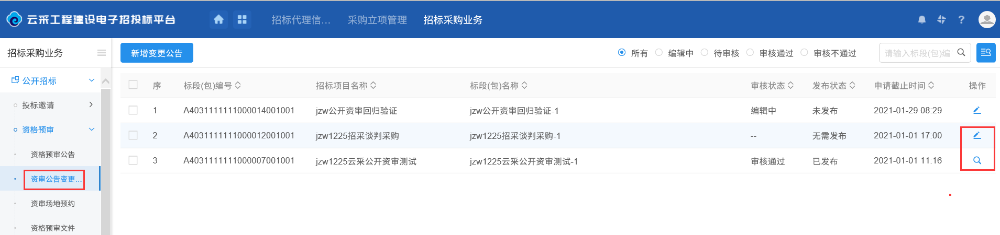 云采工程建设电子招投标平台 招标代理信... 采购立项管理 招标采购业务 ?
招标采购业务
公开招标
投标邀请
资格预审
资格预审公告
资审公告变更...
资审场地预约
资格预审文件
新增变更公告 所有 编辑中 待审核 审核通过 审核不通过 请输入标段(包)编
序 标段(包)编号 招标项目名称 标段(包)名称 审核状态 发布状态 申请截止时间 操作
1 A4031111111000014001001 jzw公开资审回归验证 jzw公开资审回归验证-1 编辑中 未发布 2021-01-29 08:29
2 A4031111111000012001001 jzw1225招采谈判采购 jzw1225招采谈判采购-1 -- 无需发布 2021-01-01 17:00
3 A4031111111000007001001 jzw1225云采公开资审测试 jzw1225云采公开资审测试-1 审核通过 已发布 2021-01-01 11:16